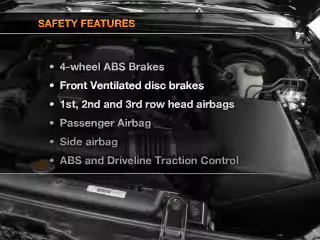 SAFETY FEATURES
• 4-wheel ABS Brakes
• Front Ventilated disc brakes
• 1st, 2nd and 3rd row head airbags
• Passenger Airbag
• Side airbag
• ABS and Driveline Traction Control